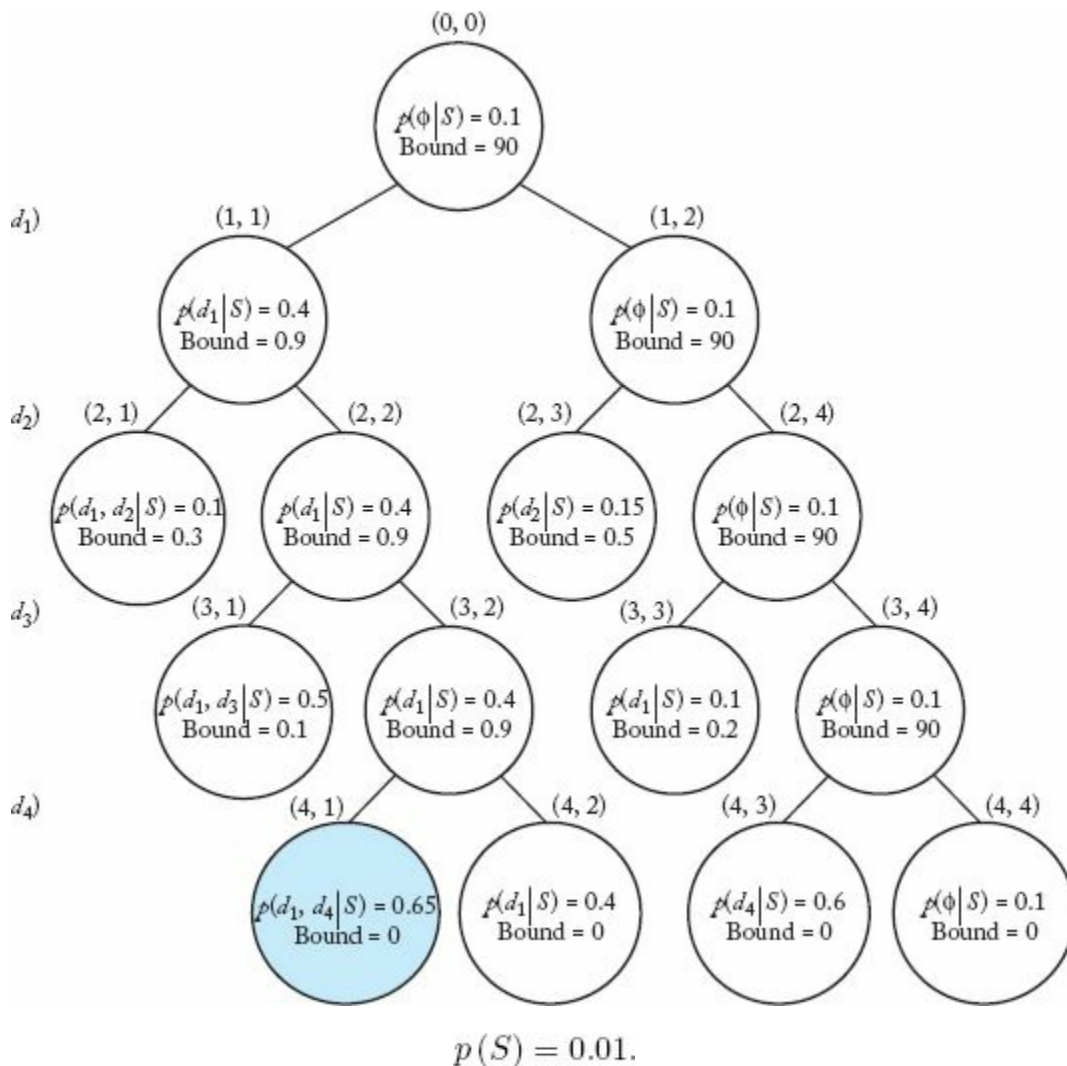 (0, 0)
p(ϕ|S) = 0.1
Bound = 90
d₁)
(1, 1)
(1, 2)
p(d₁|S) = 0.4
Bound = 0.9
p(ϕ|S) = 0.1
Bound = 90
d₂)
(2, 1)
(2, 2)
(2, 3)
(2, 4)
p(d₁, d₂|S) = 0.1
Bound = 0.3
p(d₁|S) = 0.4
Bound = 0.9
p(d₂|S) = 0.15
Bound = 0.5
p(ϕ|S) = 0.1
Bound = 90
d₃)
(3, 1)
(3, 2)
(3, 3)
(3, 4)
p(d₁, d₃|S) = 0.5
Bound = 0.1
p(d₁|S) = 0.4
Bound = 0.9
p(d₁|S) = 0.1
Bound = 0.2
p(ϕ|S) = 0.1
Bound = 90
d₄)
(4, 1)
(4, 2)
(4, 3)
(4, 4)
p(d₁, d₄|S) = 0.65
Bound = 0
p(d₁|S) = 0.4
Bound = 0
p(d₄|S) = 0.6
Bound = 0
p(ϕ|S) = 0.1
Bound = 0
p (S) = 0.01.